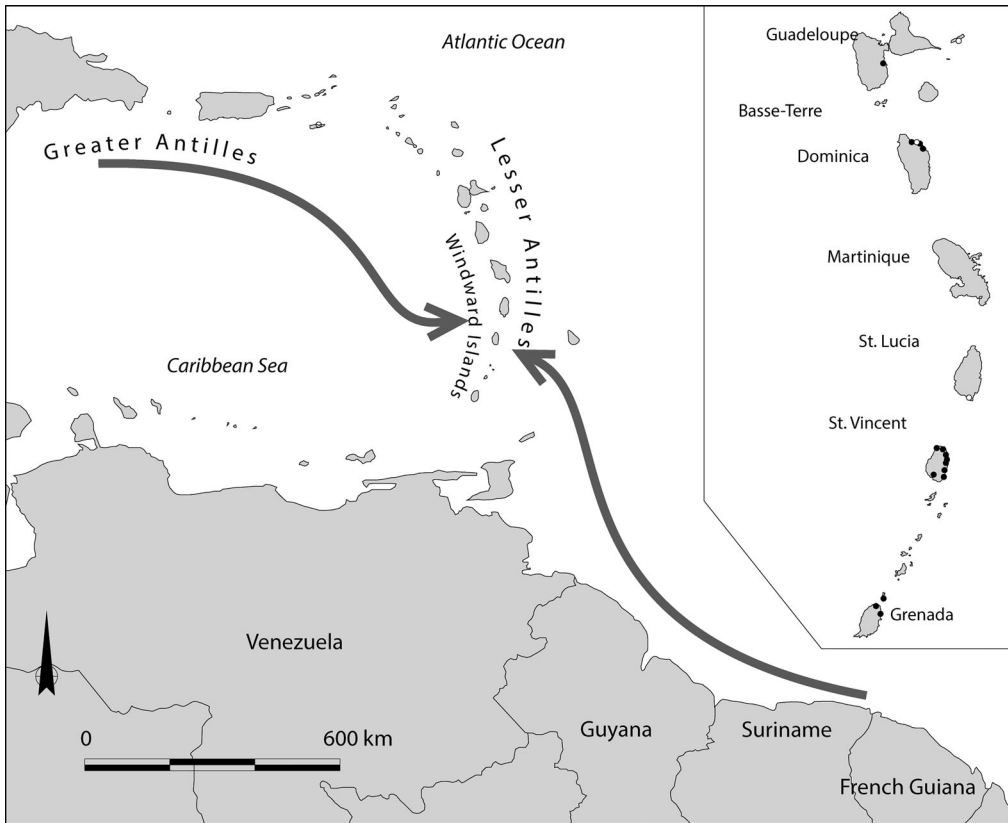 Atlantic Ocean
Greater Antilles
Lesser Antilles
Windward Islands
Caribbean Sea
Venezuela
Guyana
Suriname
French Guiana
0 600 km
Guadeloupe
Basse-Terre
Dominica
Martinique
St. Lucia
St. Vincent
Grenada